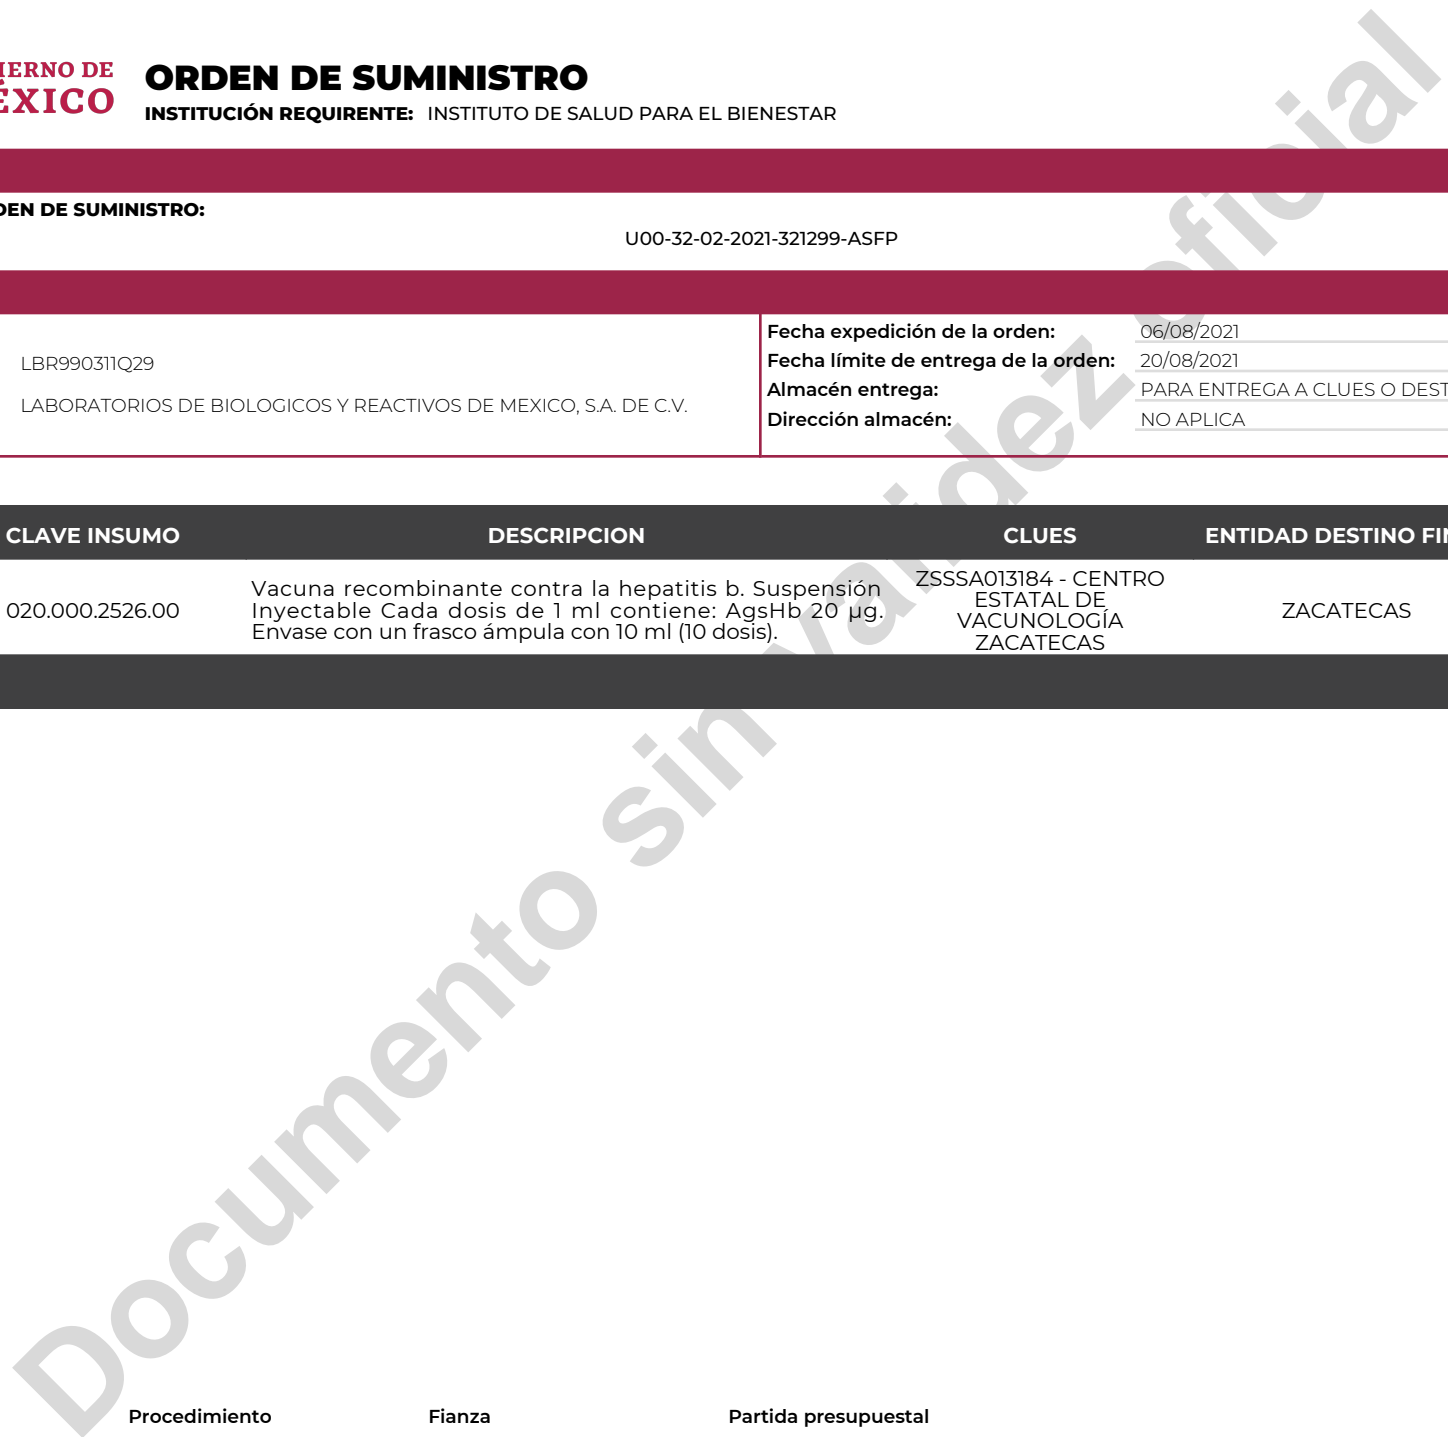 IERNO DE
ÉXICO
ORDEN DE SUMINISTRO
INSTITUCIÓN REQUIRENTE: INSTITUTO DE SALUD PARA EL BIENESTAR
DEN DE SUMINISTRO:
U00-32-02-2021-321299-ASFP
LBR990311Q29
LABORATORIOS DE BIOLOGICOS Y REACTIVOS DE MEXICO, S.A. DE C.V.
Fecha expedición de la orden: 06/08/2021
Fecha límite de entrega de la orden: 20/08/2021
Almacén entrega: PARA ENTREGA A CLUES O DEST
Dirección almacén: NO APLICA
CLAVE INSUMO DESCRIPCION CLUES ENTIDAD DESTINO FIN
020.000.2526.00
Vacuna recombinante contra la hepatitis b. Suspensión
Inyectable Cada dosis de 1 ml contiene: AgsHb 20 µg.
Envase con un frasco ámpula con 10 ml (10 dosis).
ZSSSA013184 - CENTRO
ESTATAL DE
VACUNOLOGÍA
ZACATECAS
ZACATECAS
Documento sin validez oficial
Procedimiento Fianza Partida presupuestal